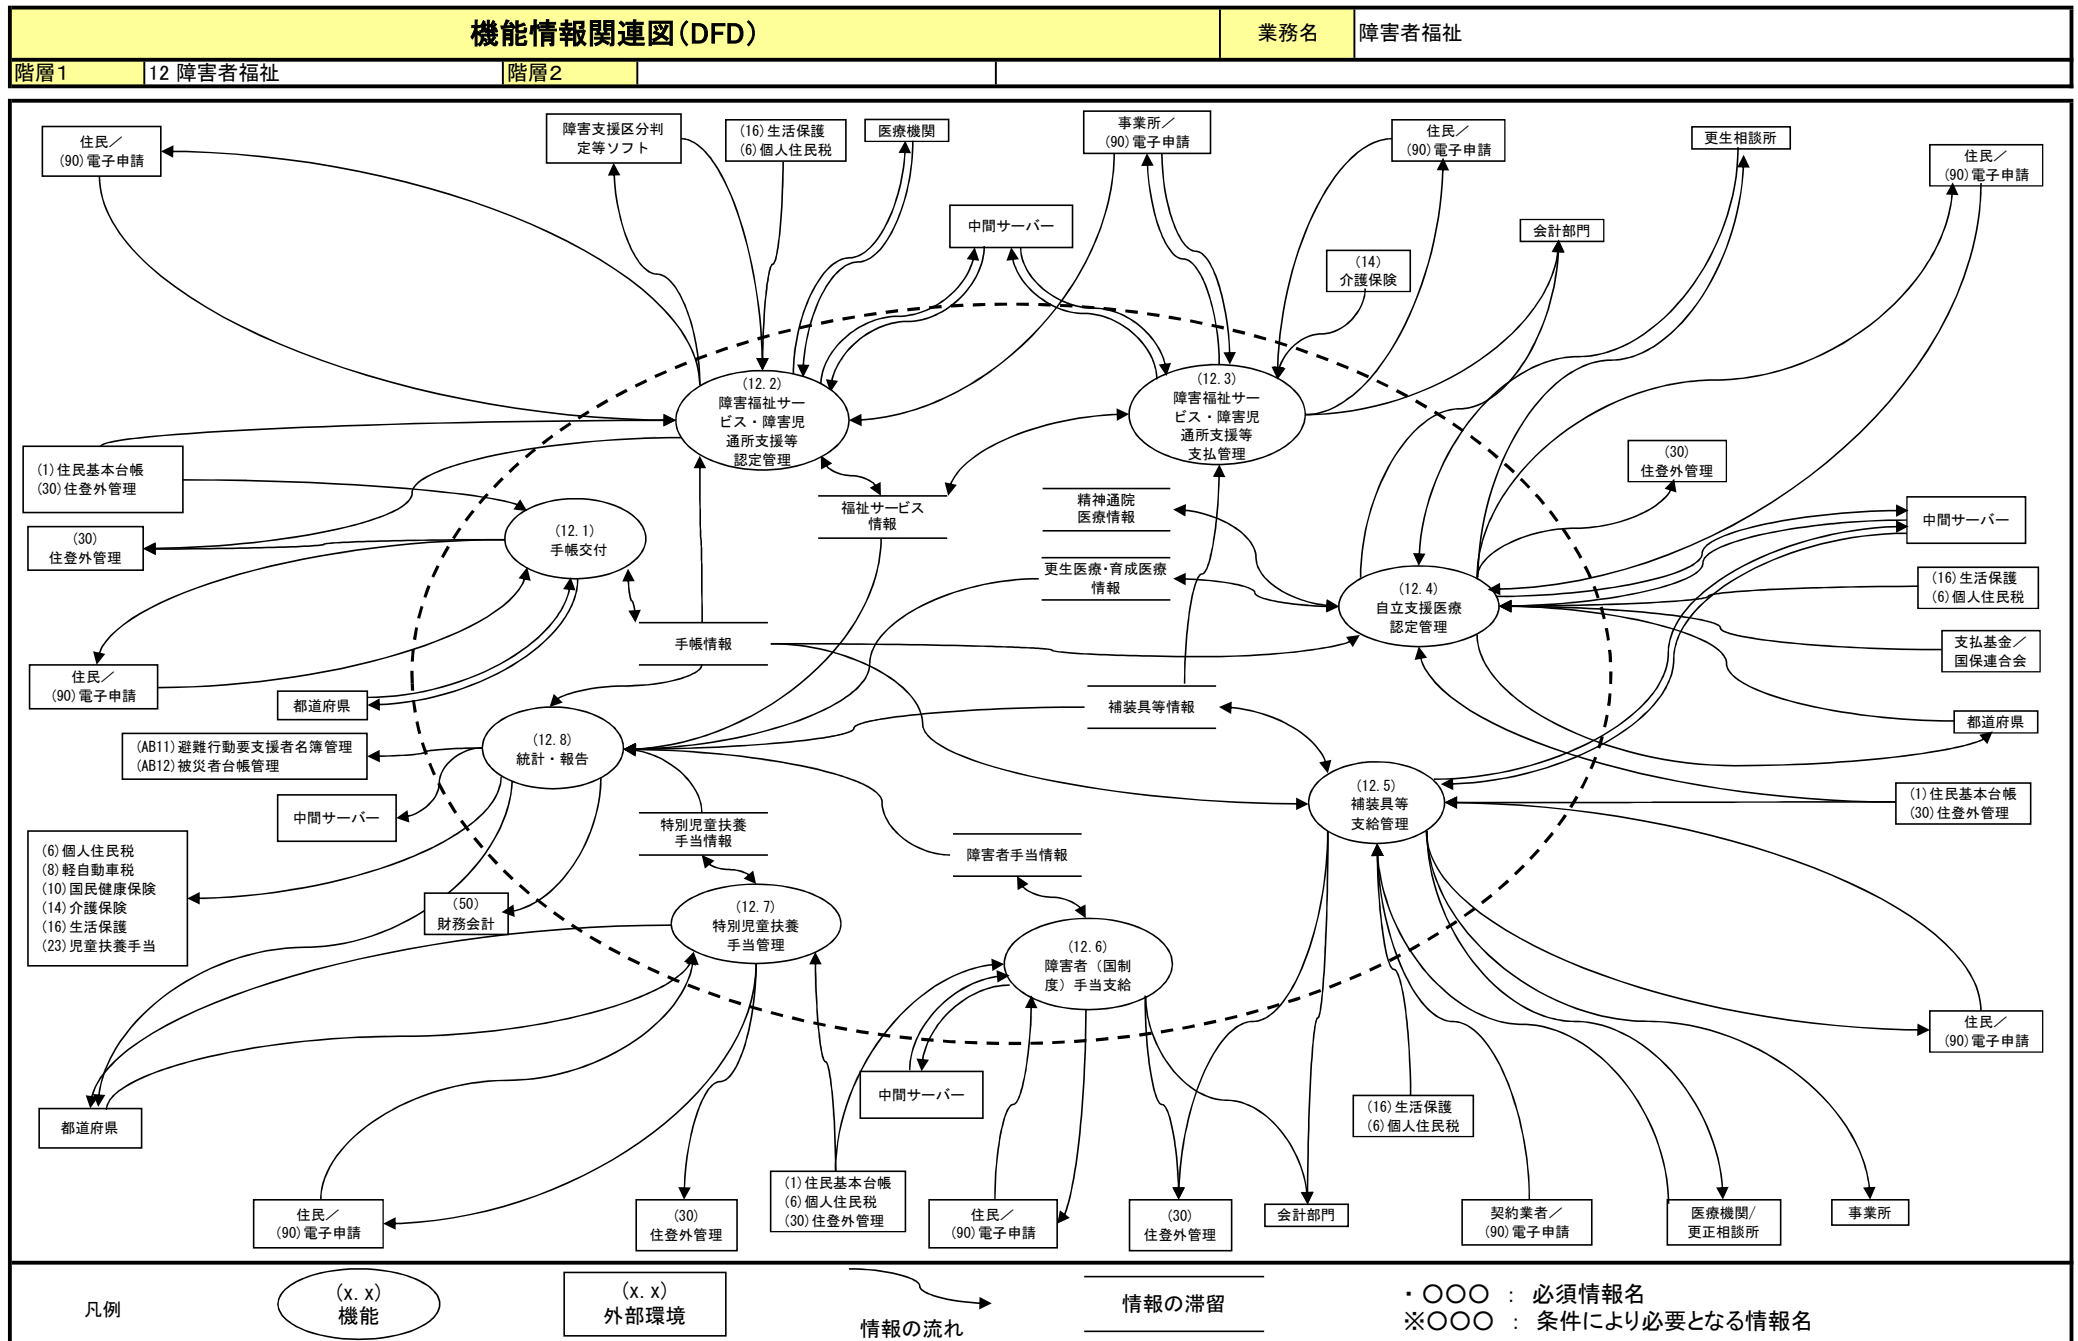 機能情報関連図(DFD)
業務名
障害者福祉
階層1
12 障害者福祉
階層2
住民／
(90)電子申請
障害支援区分判
定等ソフト
(16)生活保護
(6)個人住民税
医療機関
事業所／
(90)電子申請
住民／
(90)電子申請
更生相談所
住民／
(90)電子申請
中間サーバー
会計部門
(14)
介護保険
(12.2)
障害福祉サー
ビス・障害児
通所支援等
認定管理
(12.3)
障害福祉サー
ビス・障害児
通所支援等
支払管理
(1)住民基本台帳
(30)住登外管理
(30)
住登外管理
(30)
住登外管理
(12.1)
手帳交付
福祉サービス
情報
精神通院
医療情報
中間サーバー
更生医療・育成医療
情報
(12.4)
自立支援医療
認定管理
(16)生活保護
(6)個人住民税
手帳情報
支払基金／
国保連合会
住民／
(90)電子申請
都道府県
補装具等情報
都道府県
(AB11)避難行動要支援者名簿管理
(AB12)被災者台帳管理
(12.8)
統計・報告
(12.5)
補装具等
支給管理
(1)住民基本台帳
(30)住登外管理
中間サーバー
特別児童扶養
手当情報
障害者手当情報
(6)個人住民税
(8)軽自動車税
(10)国民健康保険
(14)介護保険
(16)生活保護
(23)児童扶養手当
(50)
財務会計
(12.7)
特別児童扶養
手当管理
(12.6)
障害者（国制
度）手当支給
住民／
(90)電子申請
中間サーバー
(16)生活保護
(6)個人住民税
都道府県
住民／
(90)電子申請
(30)
住登外管理
(1)住民基本台帳
(6)個人住民税
(30)住登外管理
住民／
(90)電子申請
(30)
住登外管理
会計部門
契約業者／
(90)電子申請
医療機関/
更正相談所
事業所
凡例
(x.x)
機能
(x.x)
外部環境
情報の流れ
情報の滞留
・〇〇〇 ： 必須情報名
※〇〇〇 ： 条件により必要となる情報名